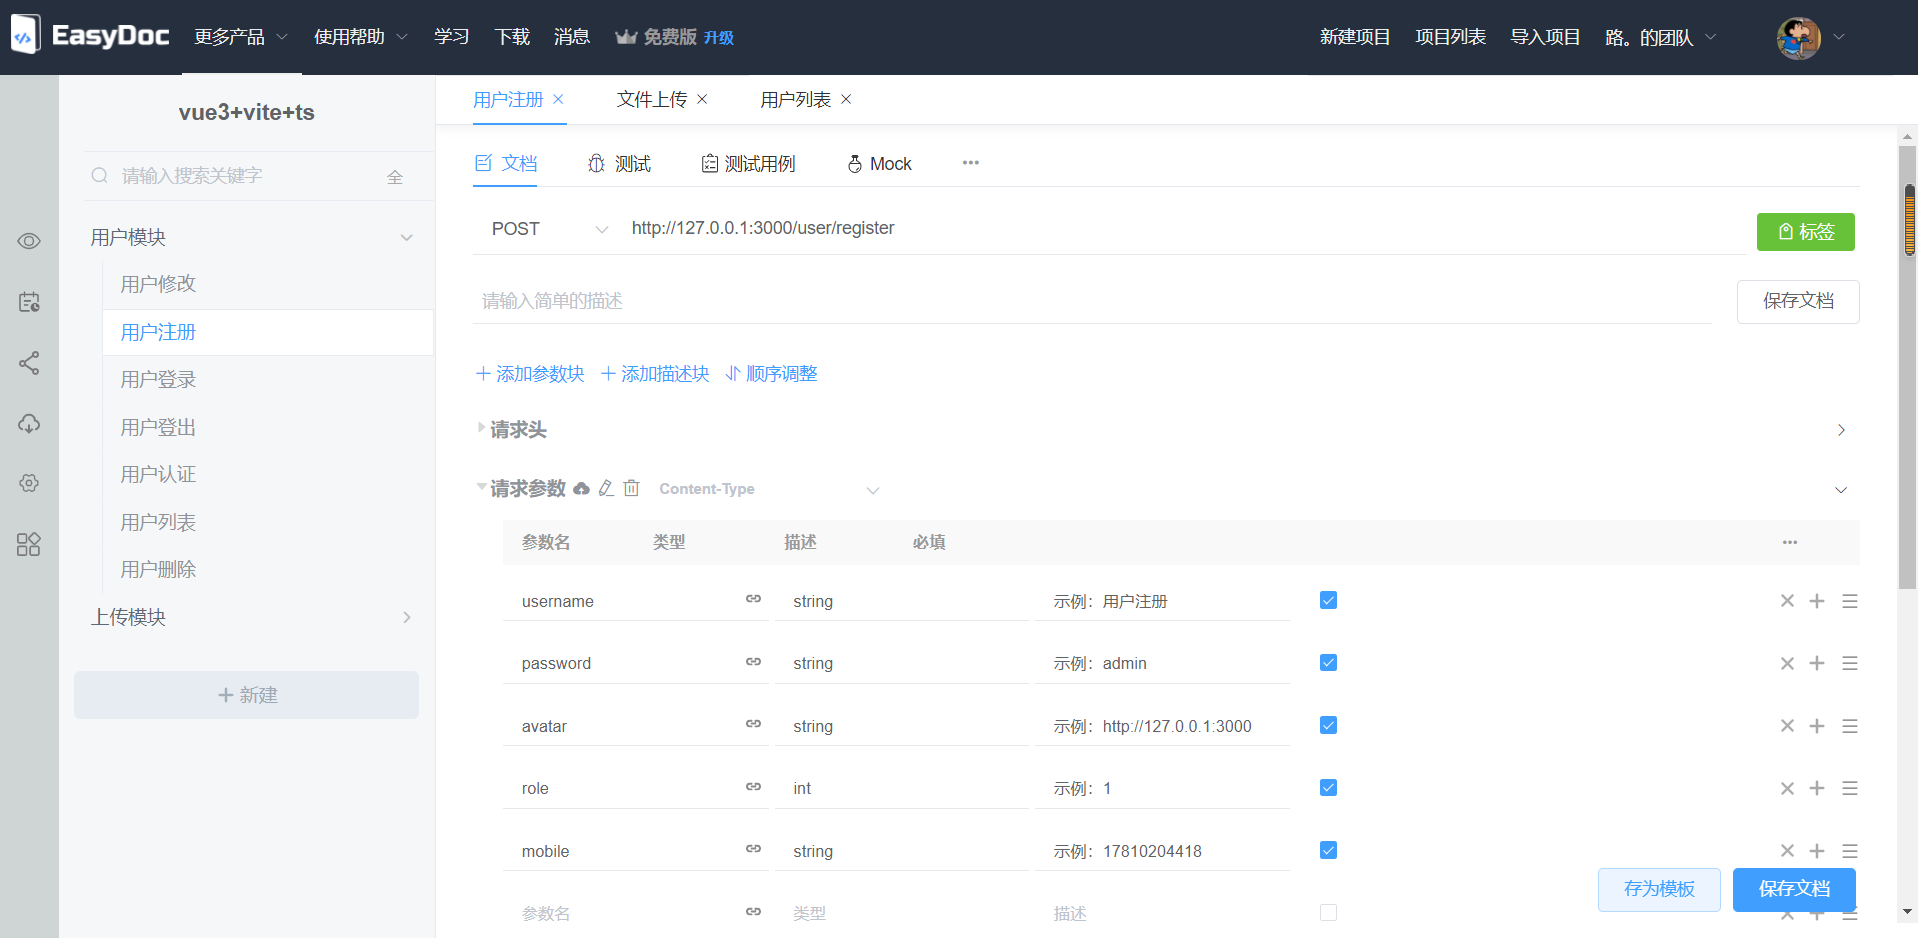 EasyDoc 更多产品 使用帮助 学习 下载 消息 免费版 升级 新建项目 项目列表 导入项目 路。的团队
vue3+vite+ts
请输入搜索关键字 全
用户模块
用户修改
用户注册
用户登录
用户登出
用户认证
用户列表
用户删除
上传模块
新建
用户注册 文件上传 用户列表
文档 测试 测试用例 Mock
POST http://127.0.0.1:3000/user/register 标签
请输入简单的描述 保存文档
添加参数块 添加描述块 顺序调整
请求头
请求参数 Content-Type
参数名 类型 描述 必填
username string 示例：用户注册
password string 示例：admin
avatar string 示例：http://127.0.0.1:3000
role int 示例：1
mobile string 示例：17810204418
参数名 类型 描述
存为模板 保存文档